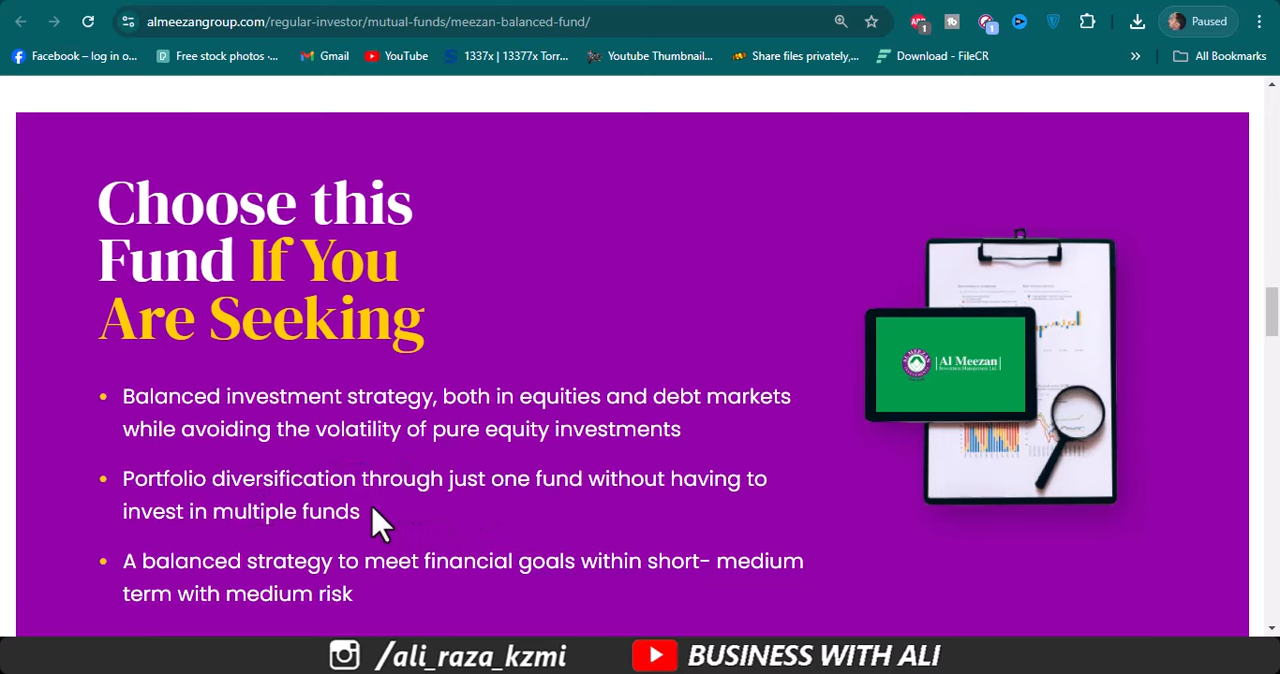 almeezangroup.com/regular-investor/mutual-funds/meezan-balanced-fund/
Paused
Facebook – log in o...
Free stock photos ·...
Gmail
YouTube
1337x | 13377x Torr...
Youtube Thumbnail...
Share files privately,...
Download - FileCR
All Bookmarks
Choose this
Fund If You
Are Seeking
• Balanced investment strategy, both in equities and debt markets
while avoiding the volatility of pure equity investments
• Portfolio diversification through just one fund without having to
invest in multiple funds
• A balanced strategy to meet financial goals within short- medium
term with medium risk
Al Meezan
/ali_raza_kzmi
BUSINESS WITH ALI